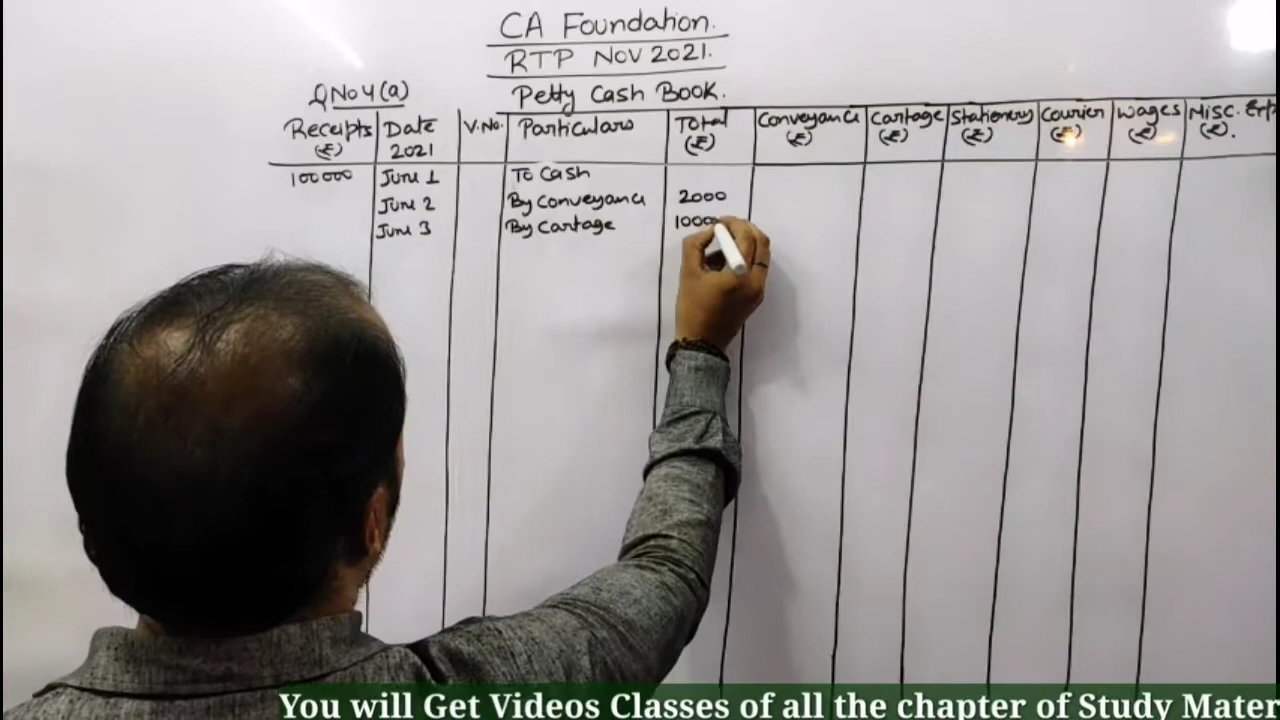 CA Foundation.
RTP NOV 2021.
QNo 4(a)
Petty Cash Book.
Receipts (₹) Date 2021 V.No. Particulars Total (₹) Conveyance (₹) Cartage (₹) Stationery (₹) Courier (₹) Wages (₹) Misc. Exp (₹).
100000 June 1 To Cash
June 2 By Conveyance 2000
June 3 By Cartage 1000
You will Get Videos Classes of all the chapter of Study Mater